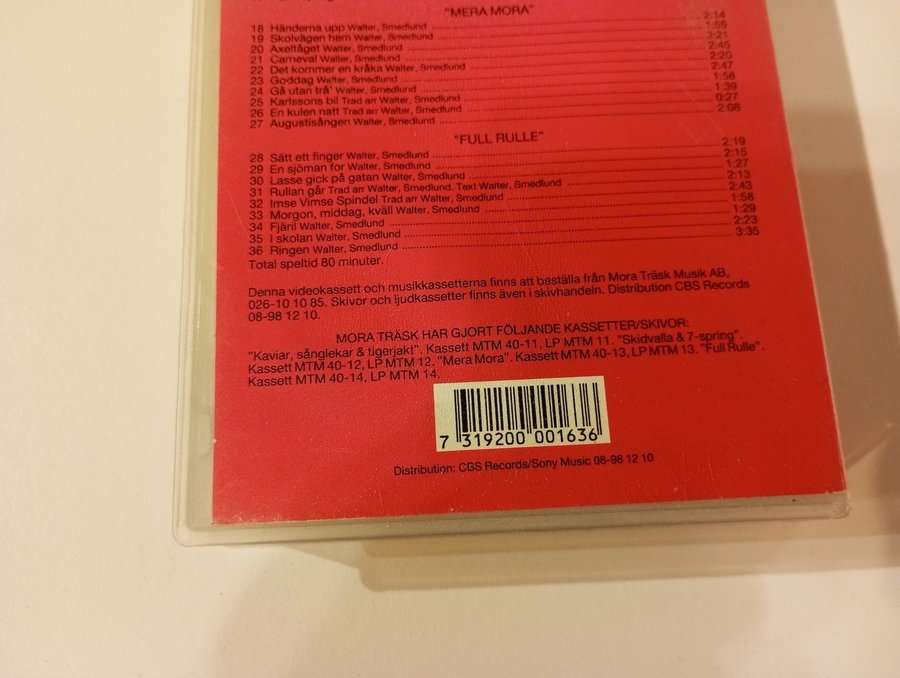 "MERA MORA"
18 Händerna upp Walter, Smedlund 2:14
19 Skolvägen hem Walter, Smedlund 1:55
20 Axeltåget Walter, Smedlund 3:21
21 Carneval Walter, Smedlund 2:45
22 Det kommer en kråka Walter, Smedlund 2:20
23 Goddag Walter, Smedlund 2:47
24 Gå utan trå' Walter, Smedlund 1:58
25 Karlssons bil Trad arr Walter, Smedlund 1:39
26 En kulen natt Trad arr Walter, Smedlund 0:27
27 Augustisången Walter, Smedlund 2:08
"FULL RULLE"
28 Sätt ett finger Walter, Smedlund 2:19
29 En sjöman for Walter, Smedlund 2:15
30 Lasse gick på gatan Walter, Smedlund 1:27
31 Rullan går Trad arr Walter, Smedlund. Text Walter, Smedlund 2:13
32 Imse Vimse Spindel Trad arr Walter, Smedlund 2:43
33 Morgon, middag, kväll Walter, Smedlund 1:58
34 Fjäril Walter, Smedlund 1:29
35 I skolan Walter, Smedlund 2:23
36 Ringen Walter, Smedlund 3:35
Total speltid 80 minuter.
Denna videokassett och musikkassetterna finns att beställa från Mora Träsk Musik AB,
026-10 10 85. Skivor och ljudkassetter finns även i skivhandeln. Distribution CBS Records
08-98 12 10.
MORA TRÄSK HAR GJORT FÖLJANDE KASSETTER/SKIVOR:
"Kaviar, sånglekar & tigerjakt". Kassett MTM 40-11, LP MTM 11. "Skidvalla & 7-spring".
Kassett MTM 40-12, LP MTM 12. "Mera Mora". Kassett MTM 40-13, LP MTM 13. "Full Rulle".
Kassett MTM 40-14, LP MTM 14.
7 319200 001636
Distribution: CBS Records/Sony Music 08-98 12 10